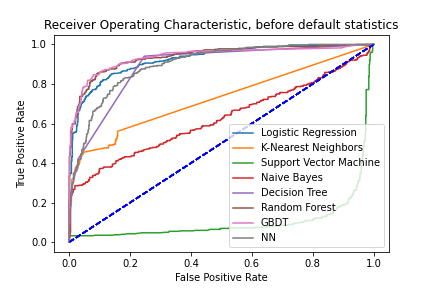 Receiver Operating Characteristic, before default statistics
True Positive Rate
1.0
0.8
0.6
0.4
0.2
0.0
Logistic Regression
K-Nearest Neighbors
Support Vector Machine
Naive Bayes
Decision Tree
Random Forest
GBDT
NN
0.0 0.2 0.4 0.6 0.8 1.0
False Positive Rate